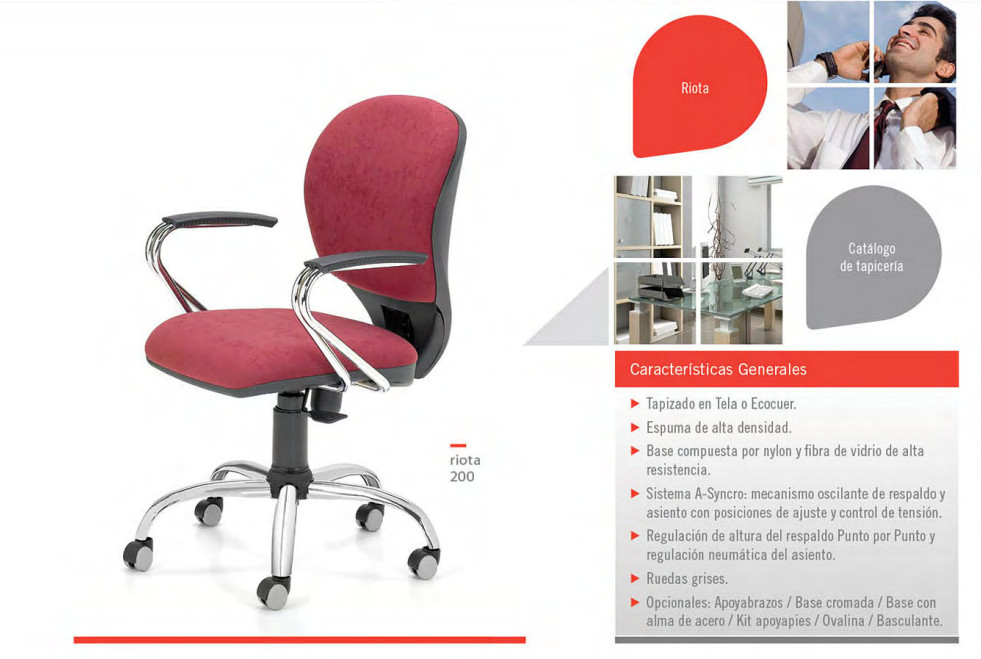 Riota
Catálogo
de tapicería
riota
200
Características Generales
Tapizado en Tela o Ecocuer.
Espuma de alta densidad.
Base compuesta por nylon y fibra de vidrio de alta
resistencia.
Sistema A-Syncro: mecanismo oscilante de respaldo y
asiento con posiciones de ajuste y control de tensión.
Regulación de altura del respaldo Punto por Punto y
regulación neumática del asiento.
Ruedas grises.
Opcionales: Apoyabrazos / Base cromada / Base con
alma de acero / Kit apoyapies / Ovalina / Basculante.